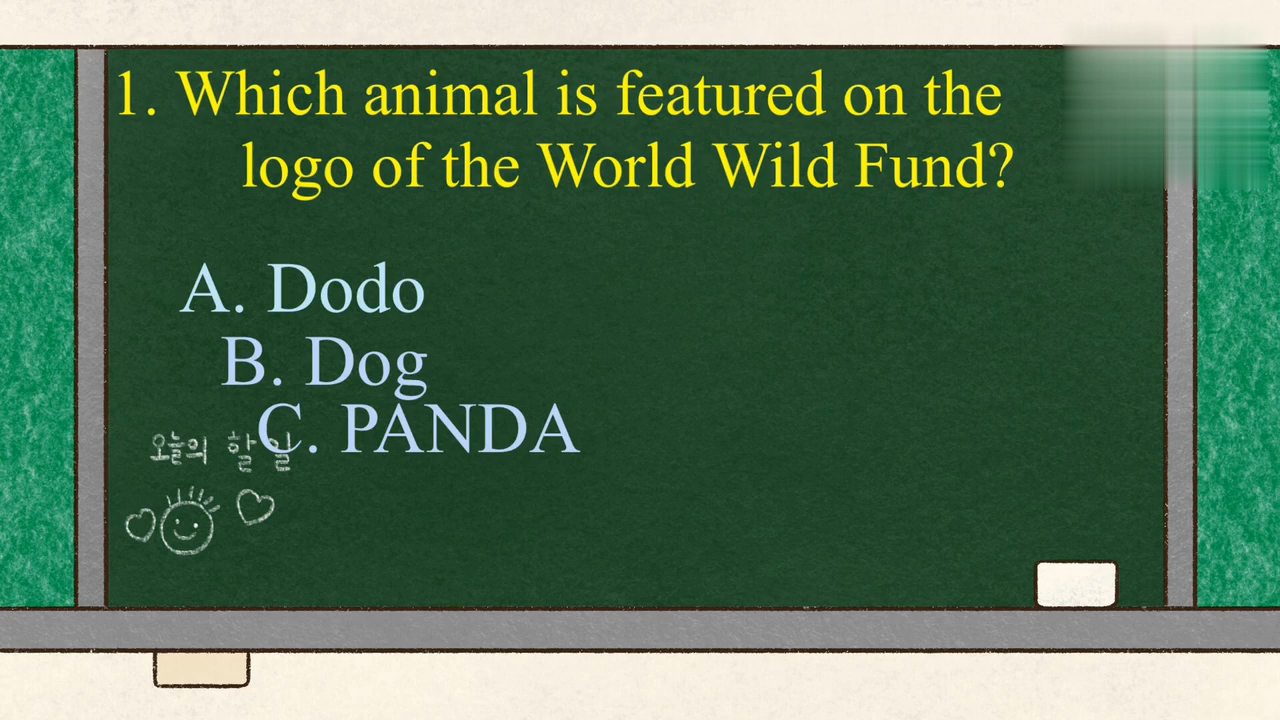 1. Which animal is featured on the
logo of the World Wild Fund?
A. Dodo
B. Dog
C. PANDA
오늘의 할 일